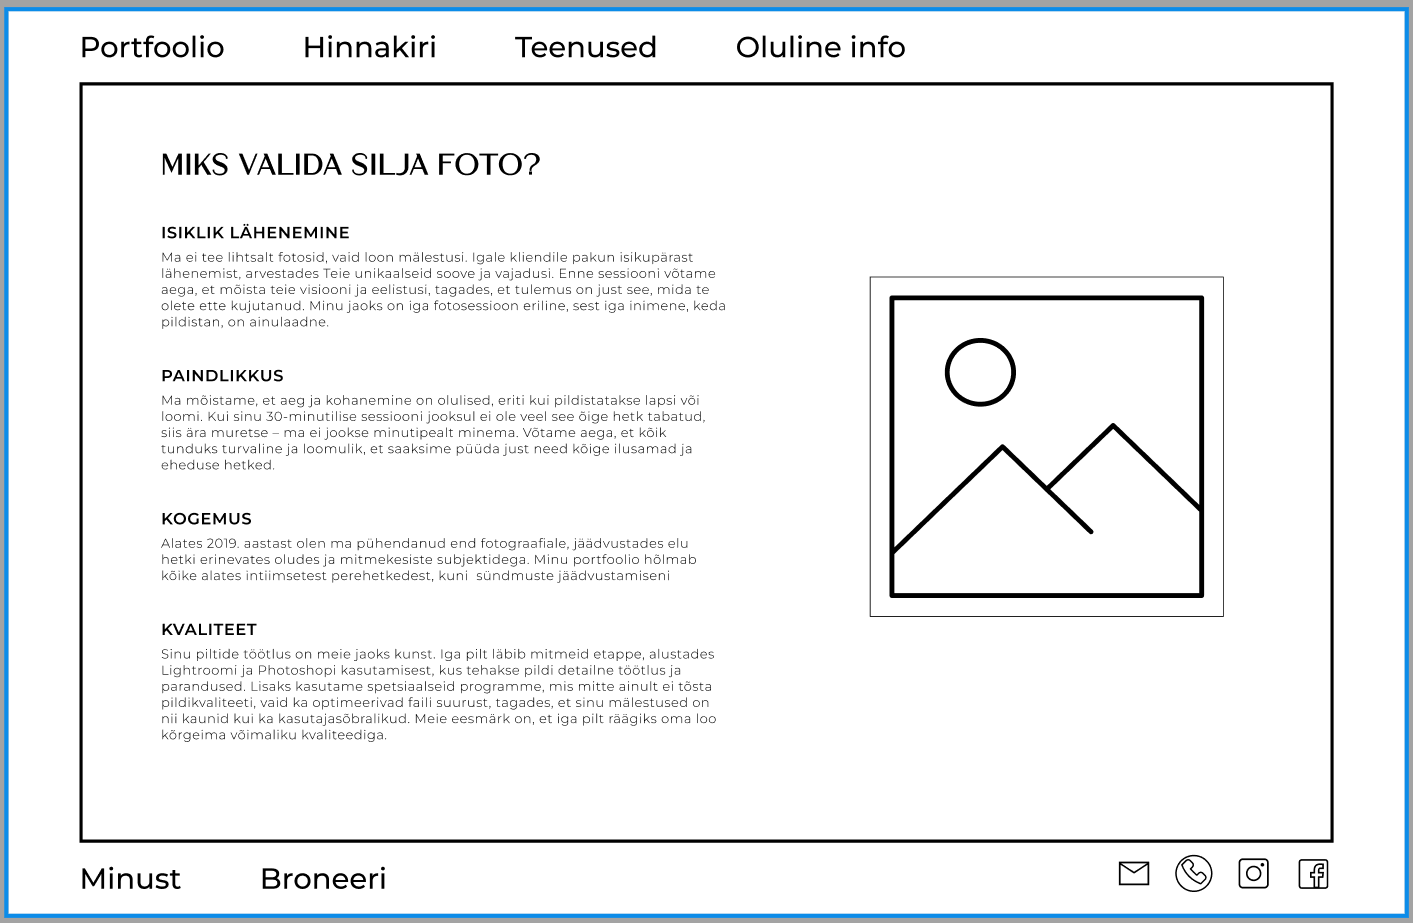 Portfoolio Hinnakiri Teenused Oluline info
MIKS VALIDA SILJA FOTO?
ISIKLIK LÄHENEMINE
Ma ei tee lihtsalt fotosid, vaid loon mälestusi. Igale kliendile pakun isikupärast
lähenemist, arvestades Teie unikaalseid soove ja vajadusi. Enne sessiooni võtame
aega, et mõista teie visiooni ja eelistusi, tagades, et tulemus on just see, mida te
olete ette kujutanud. Minu jaoks on iga fotosessioon eriline, sest iga inimene, keda
pildistan, on ainulaadne.
PAINDLIKKUS
Ma mõistame, et aeg ja kohanemine on olulised, eriti kui pildistatakse lapsi või
loomi. Kui sinu 30-minutilise sessiooni jooksul ei ole veel see õige hetk tabatud,
siis ära muretse – ma ei jookse minutipealt minema. Võtame aega, et kõik
tunduks turvaline ja loomulik, et saaksime püüda just need kõige ilusamad ja
eheduse hetked.
KOGEMUS
Alates 2019. aastast olen ma pühendanud end fotograafiale, jäädvustades elu
hetki erinevates oludes ja mitmekesiste subjektidega. Minu portfoolio hõlmab
kõike alates intiimsetest perehetkedest, kuni  sündmuste jäädvustamiseni
KVALITEET
Sinu piltide töötlus on meie jaoks kunst. Iga pilt läbib mitmeid etappe, alustades
Lightroomi ja Photoshopi kasutamisest, kus tehakse pildi detailne töötlus ja
parandused. Lisaks kasutame spetsiaalseid programme, mis mitte ainult ei tõsta
pildikvaliteeti, vaid ka optimeerivad faili suurust, tagades, et sinu mälestused on
nii kaunid kui ka kasutajasõbralikud. Meie eesmärk on, et iga pilt räägiks oma loo
kõrgeima võimaliku kvaliteediga.
Minust Broneeri